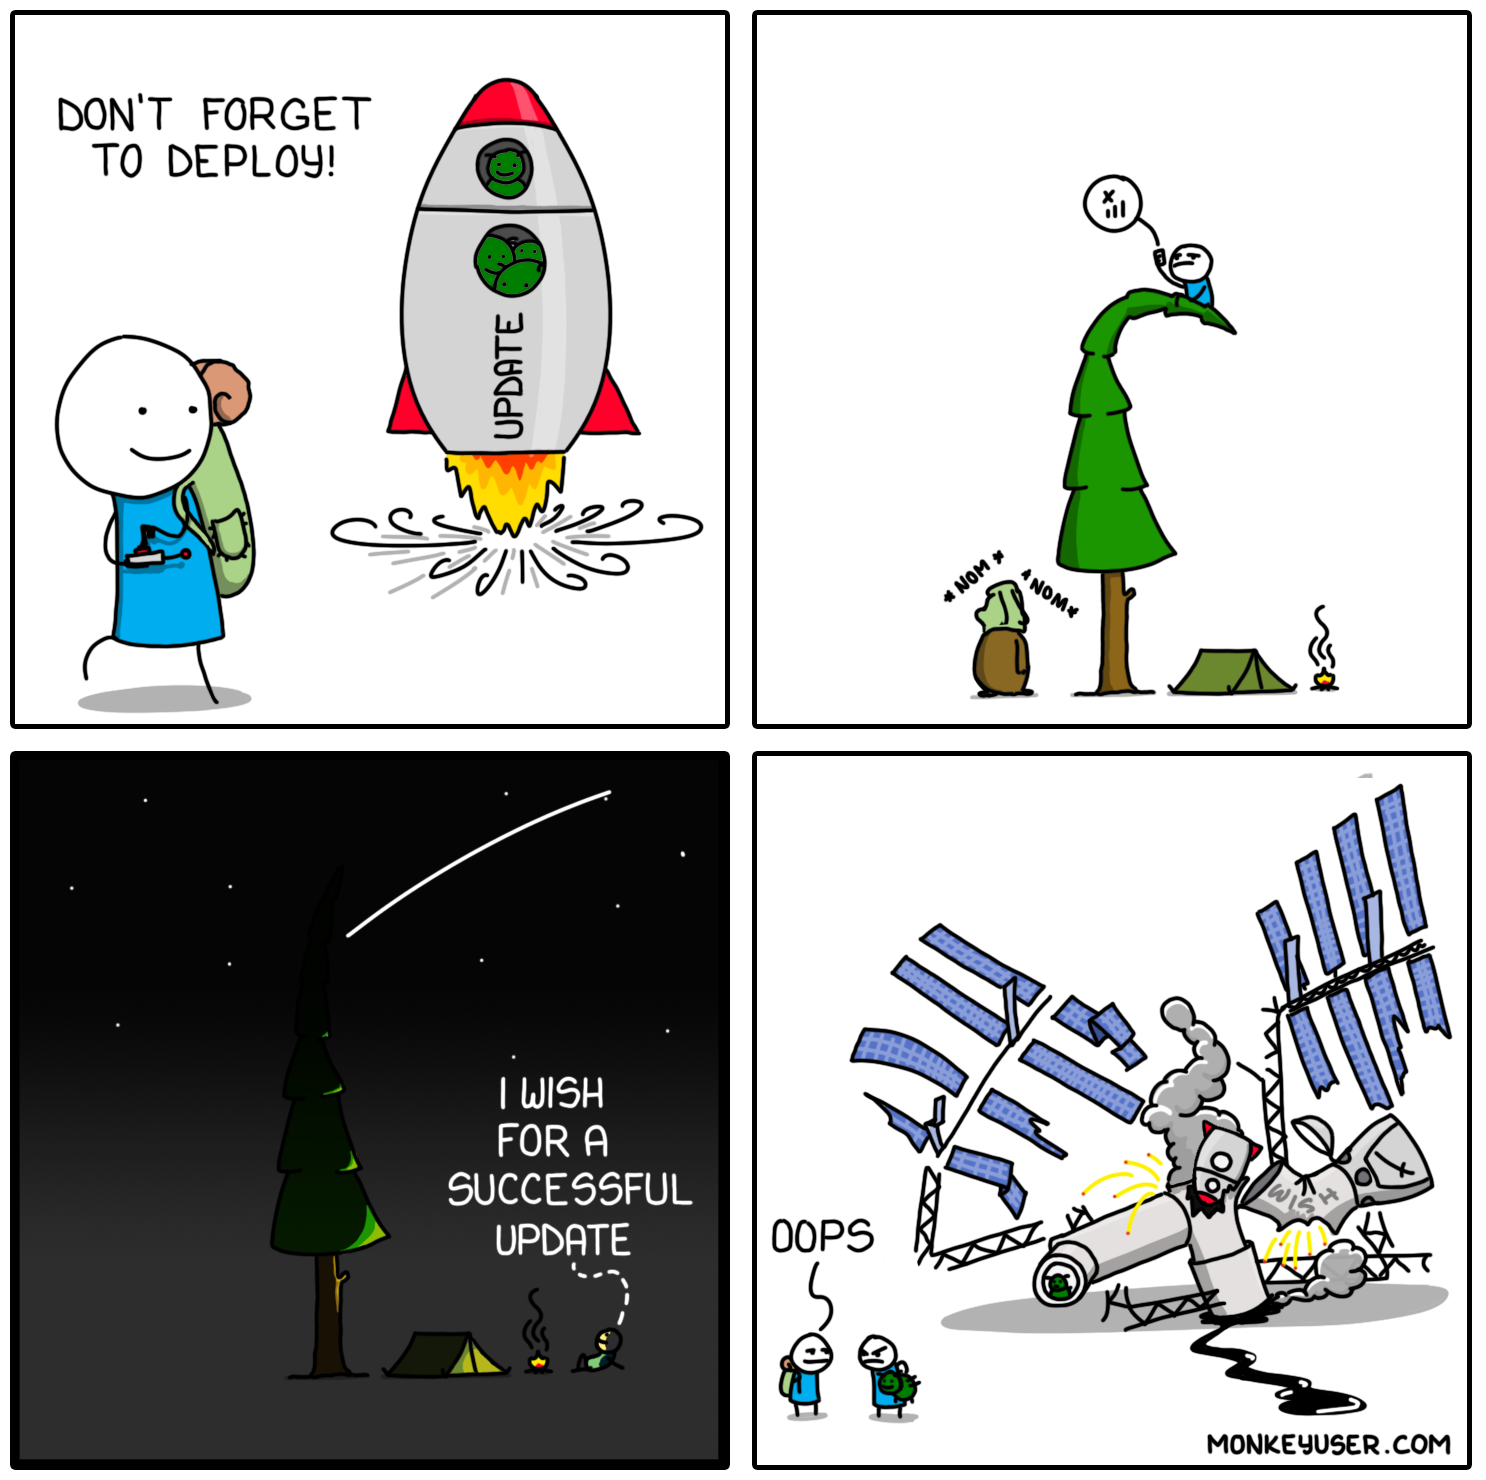 DON'T FORGET
TO DEPLOY!
UPDATE
x
*NOM*
*NOM*
I WISH
FOR A
SUCCESSFUL
UPDATE
WISH
OOPS
MONKEYUSER.COM